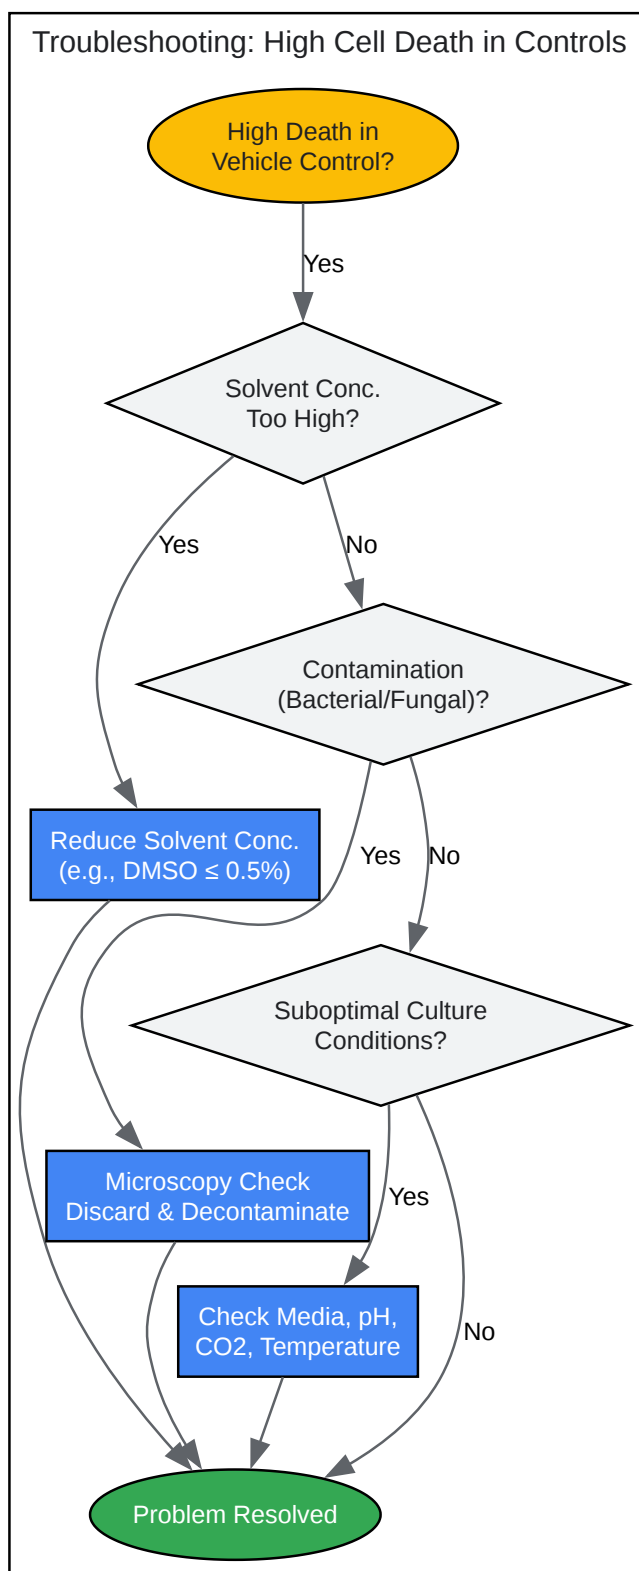 Troubleshooting: High Cell Death in Controls
High Death in
Vehicle Control?
Yes
Solvent Conc.
Too High?
Yes
No
Contamination
(Bacterial/Fungal)?
Reduce Solvent Conc.
(e.g., DMSO ≤ 0.5%)
Yes
No
Suboptimal Culture
Conditions?
Microscopy Check
Discard & Decontaminate
Yes
Check Media, pH,
CO2, Temperature
No
Problem Resolved